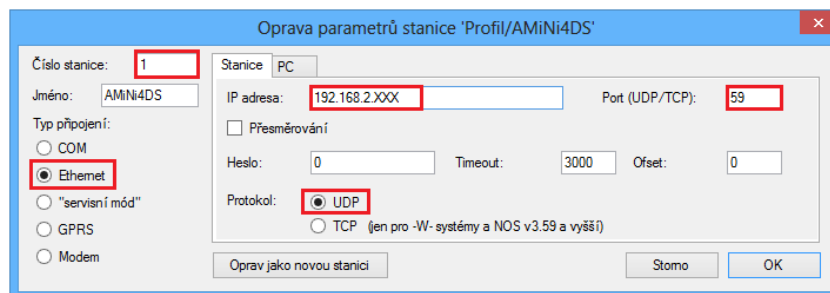 Oprava parametrů stanice 'Profil/AMiNi4DS'
Číslo stanice: 1
Jméno: AMiNi4DS
Typ připojení:
COM
Ethernet
"servisní mód"
GPRS
Modem
Stanice PC
IP adresa: 192.168.2.XXX Port (UDP/TCP): 59
Přesměrování
Heslo: 0 Timeout: 3000 Ofset: 0
Protokol: UDP
TCP (jen pro -W- systémy a NOS v3.59 a vyšší)
Oprav jako novou stanici Storno OK